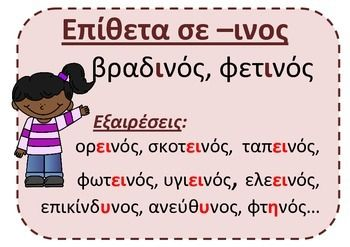 Επίθετα σε –ινος
βραδινός, φετινός
Εξαιρέσεις:
ορεινός, σκοτεινός, ταπεινός,
φωτεινός, υγιεινός, ελεεινός,
επικίνδυνος, ανεύθυνος, φτηνός...